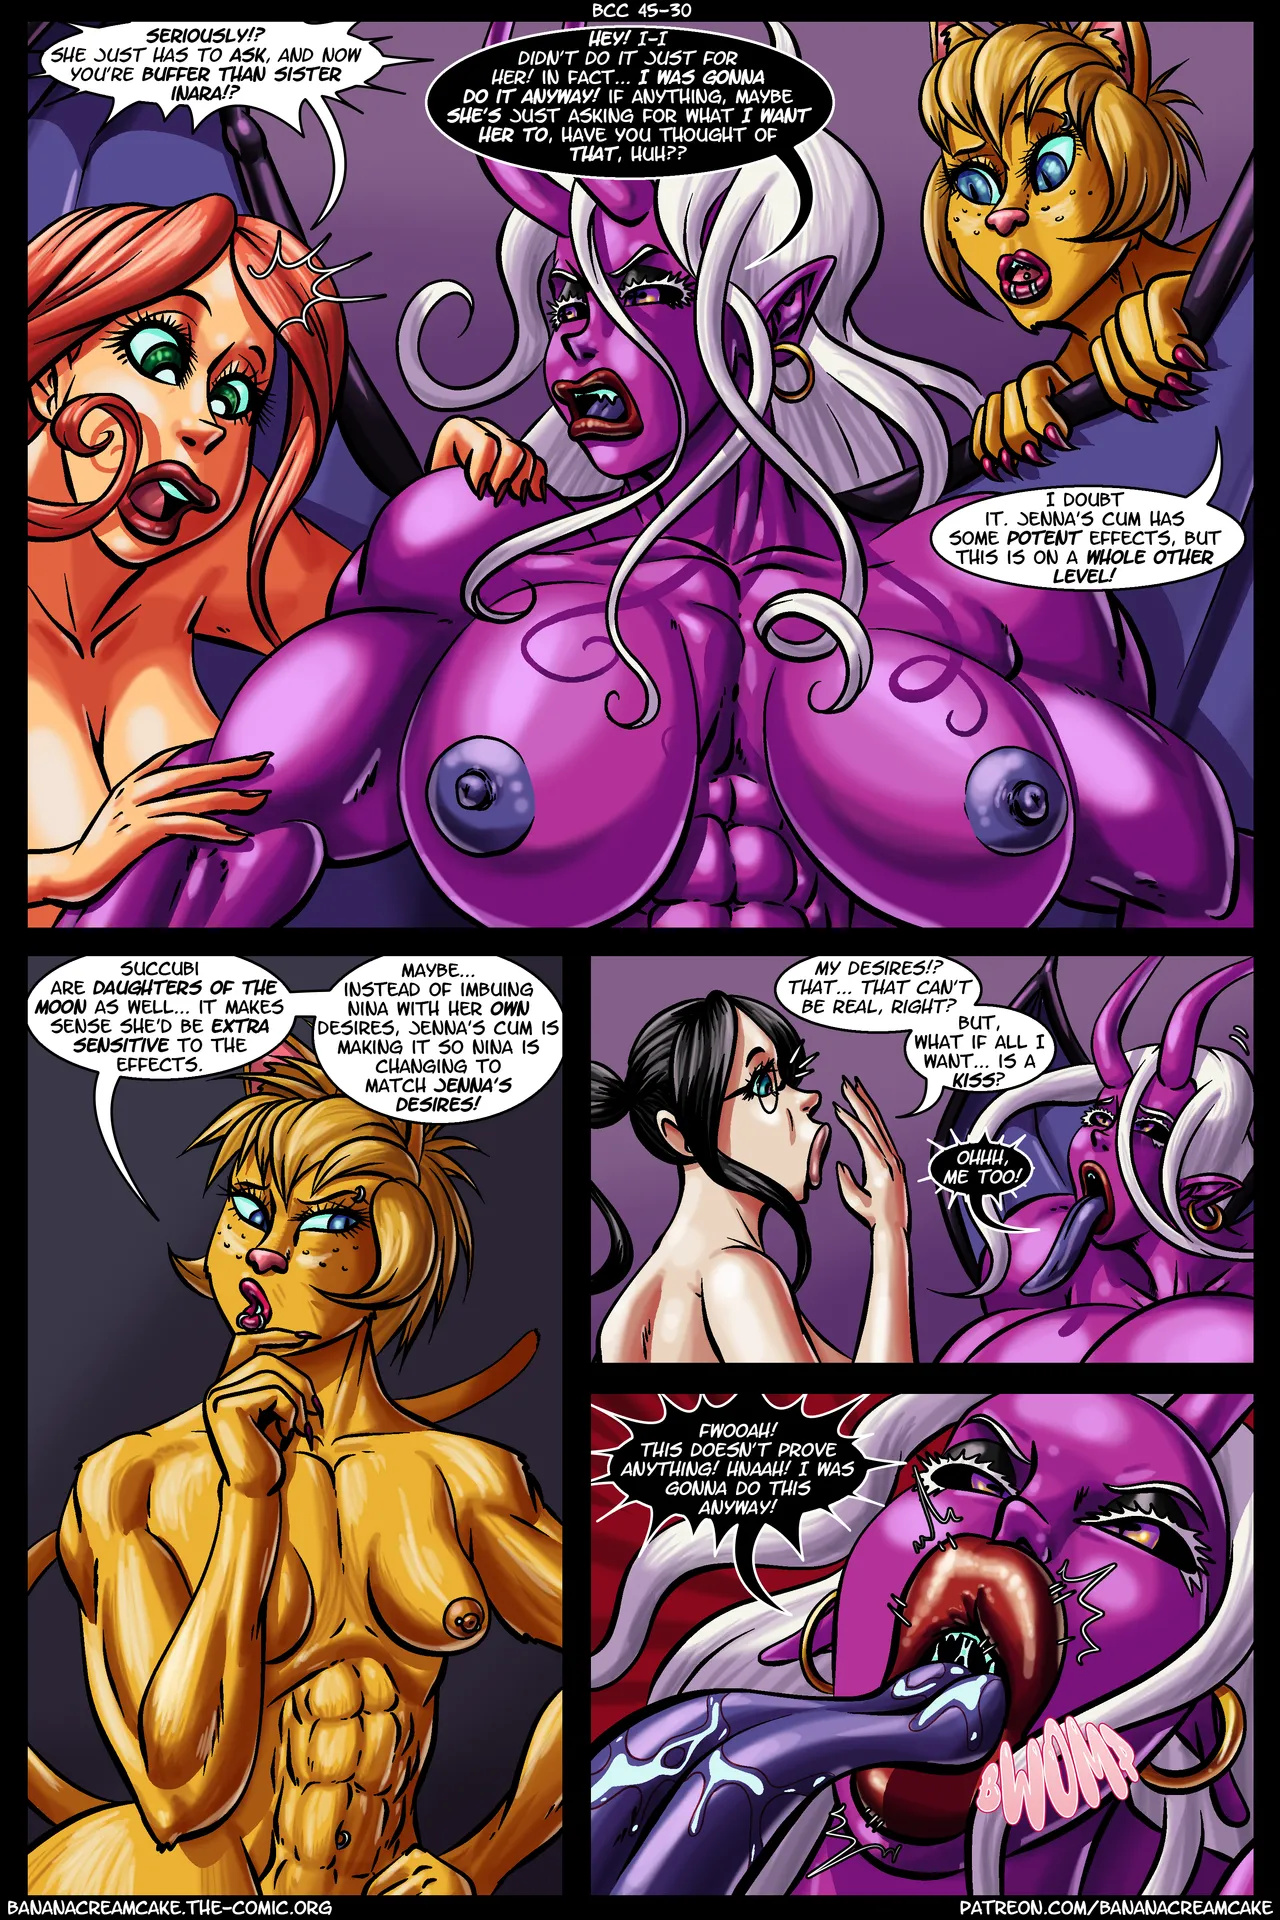 BCC 45-30
SERIOUSLY!?
SHE JUST HAS TO ASK, AND NOW
YOU'RE BUFFER THAN SISTER
INARA!?
HEY! I-I
DIDN'T DO IT JUST FOR
HER! IN FACT... I WAS GONNA
DO IT ANYWAY! IF ANYTHING, MAYBE
SHE'S JUST ASKING FOR WHAT I WANT
HER TO, HAVE YOU THOUGHT OF
THAT, HUH??
I DOUBT
IT. JENNA'S CUM HAS
SOME POTENT EFFECTS, BUT
THIS IS ON A WHOLE OTHER
LEVEL!
SUCCUBI
ARE DAUGHTERS OF THE
MOON AS WELL... IT MAKES
SENSE SHE'D BE EXTRA
SENSITIVE TO THE
EFFECTS.
MAYBE...
INSTEAD OF IMBUING
NINA WITH HER OWN
DESIRES, JENNA'S CUM IS
MAKING IT SO NINA IS
CHANGING TO
MATCH JENNA'S
DESIRES!
MY DESIRES!?
THAT... THAT CAN'T
BE REAL, RIGHT?
BUT,
WHAT IF ALL I
WANT... IS A
KISS?
OHHH,
ME TOO!
FWOOAH!
THIS DOESN'T PROVE
ANYTHING! HNAAH! I WAS
GONNA DO THIS
ANYWAY!
BWOMP
BANANACREAMCAKE.THE-COMIC.ORG
PATREON.COM/BANANACREAMCAKE